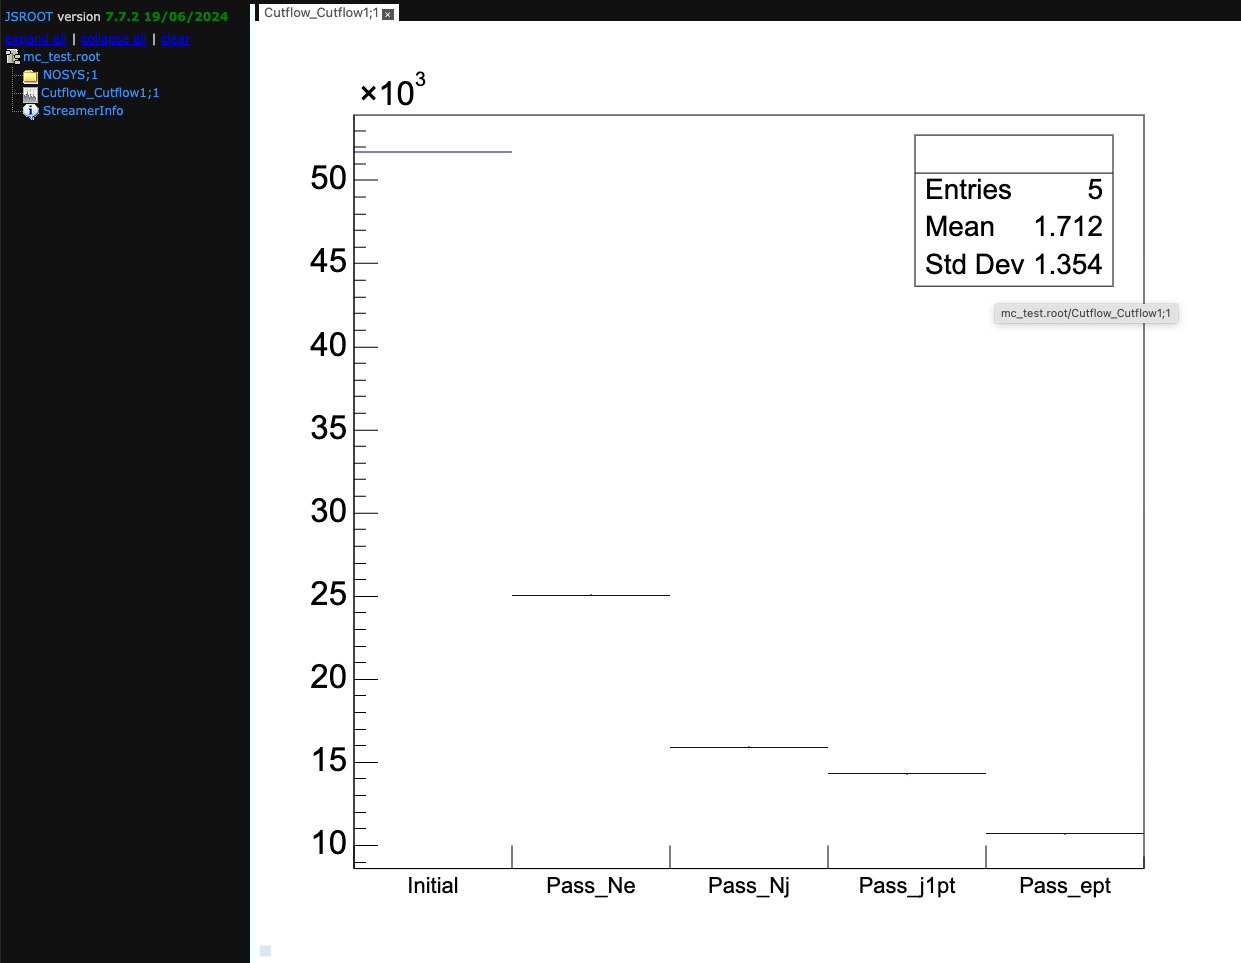 JSROOT version 7.7.2 19/06/2024
expand all | collapse all | clear
mc_test.root
NOSYS;1
Cutflow_Cutflow1;1
StreamerInfo
Cutflow_Cutflow1;1
×10³
50
45
40
35
30
25
20
15
10
Entries 5
Mean 1.712
Std Dev 1.354
mc_test.root/Cutflow_Cutflow1;1
Initial Pass_Ne Pass_Nj Pass_j1pt Pass_ept